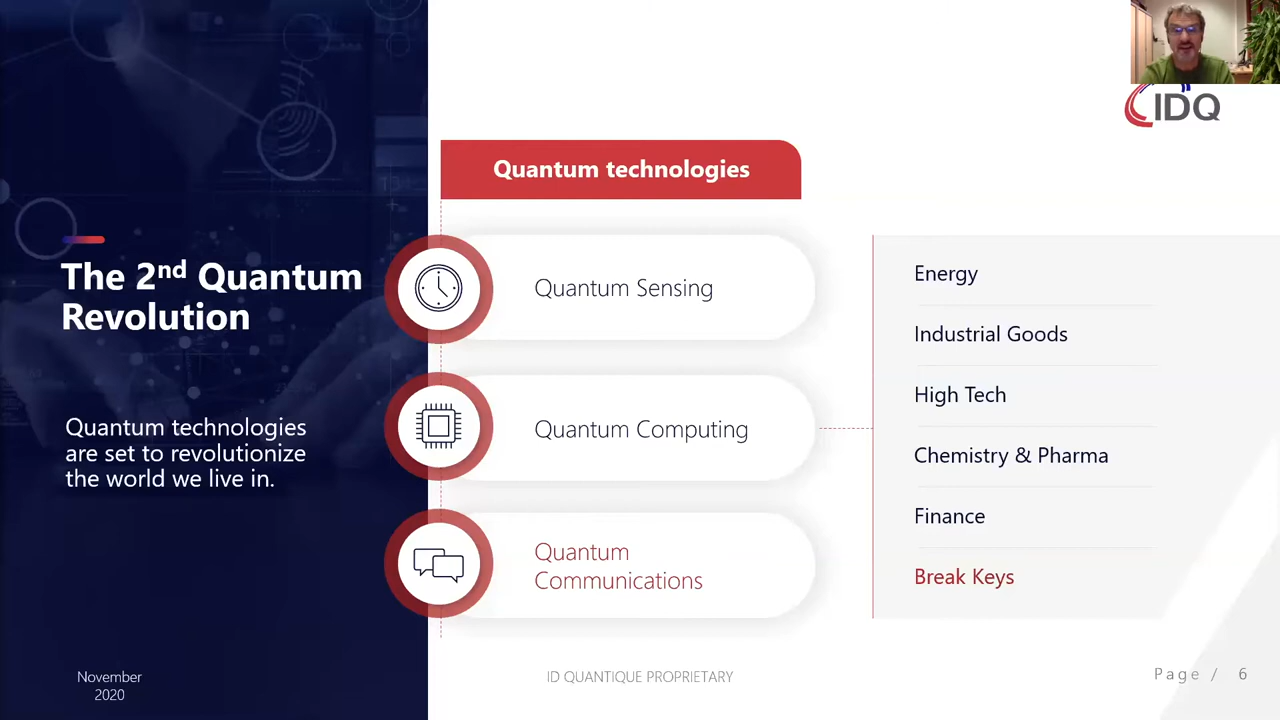 IDQ
Quantum technologies
The 2nd Quantum
Revolution
Quantum technologies
are set to revolutionize
the world we live in.
Quantum Sensing
Quantum Computing
Quantum
Communications
Energy
Industrial Goods
High Tech
Chemistry & Pharma
Finance
Break Keys
November
2020
ID QUANTIQUE PROPRIETARY
Page / 6